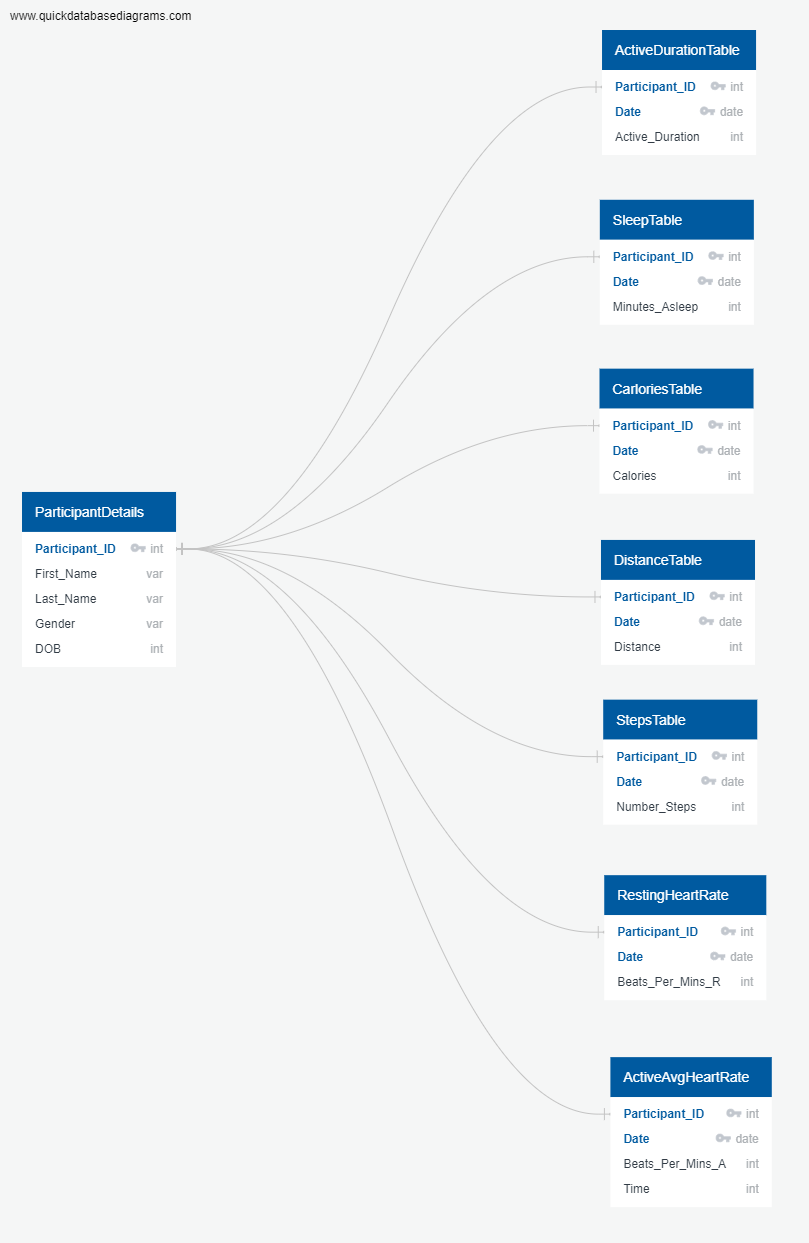 www.quickdatabasediagrams.com
ActiveDurationTable
Participant_ID int
Date date
Active_Duration int
SleepTable
Participant_ID int
Date date
Minutes_Asleep int
CarloriesTable
Participant_ID int
Date date
Calories int
ParticipantDetails
Participant_ID int
First_Name var
Last_Name var
Gender var
DOB int
DistanceTable
Participant_ID int
Date date
Distance int
StepsTable
Participant_ID int
Date date
Number_Steps int
RestingHeartRate
Participant_ID int
Date date
Beats_Per_Mins_R int
ActiveAvgHeartRate
Participant_ID int
Date date
Beats_Per_Mins_A int
Time int